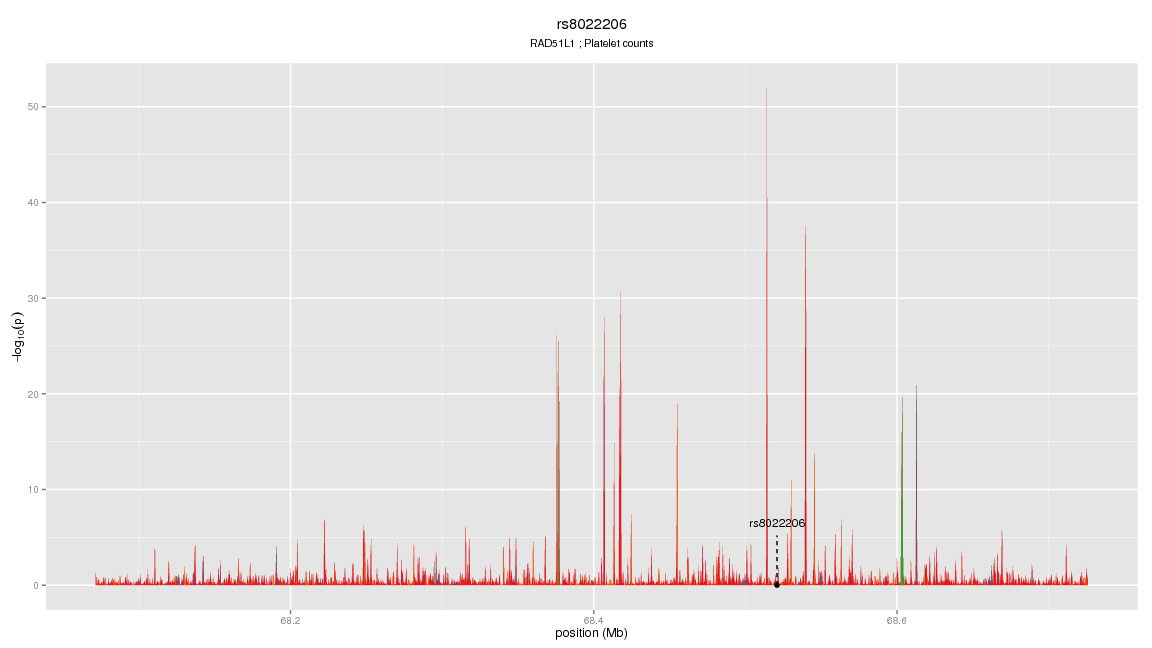 rs8022206
RAD51L1 ; Platelet counts
50
40
30
20
10
0
−log10(p)
rs8022206
68.2
68.4
68.6
position (Mb)